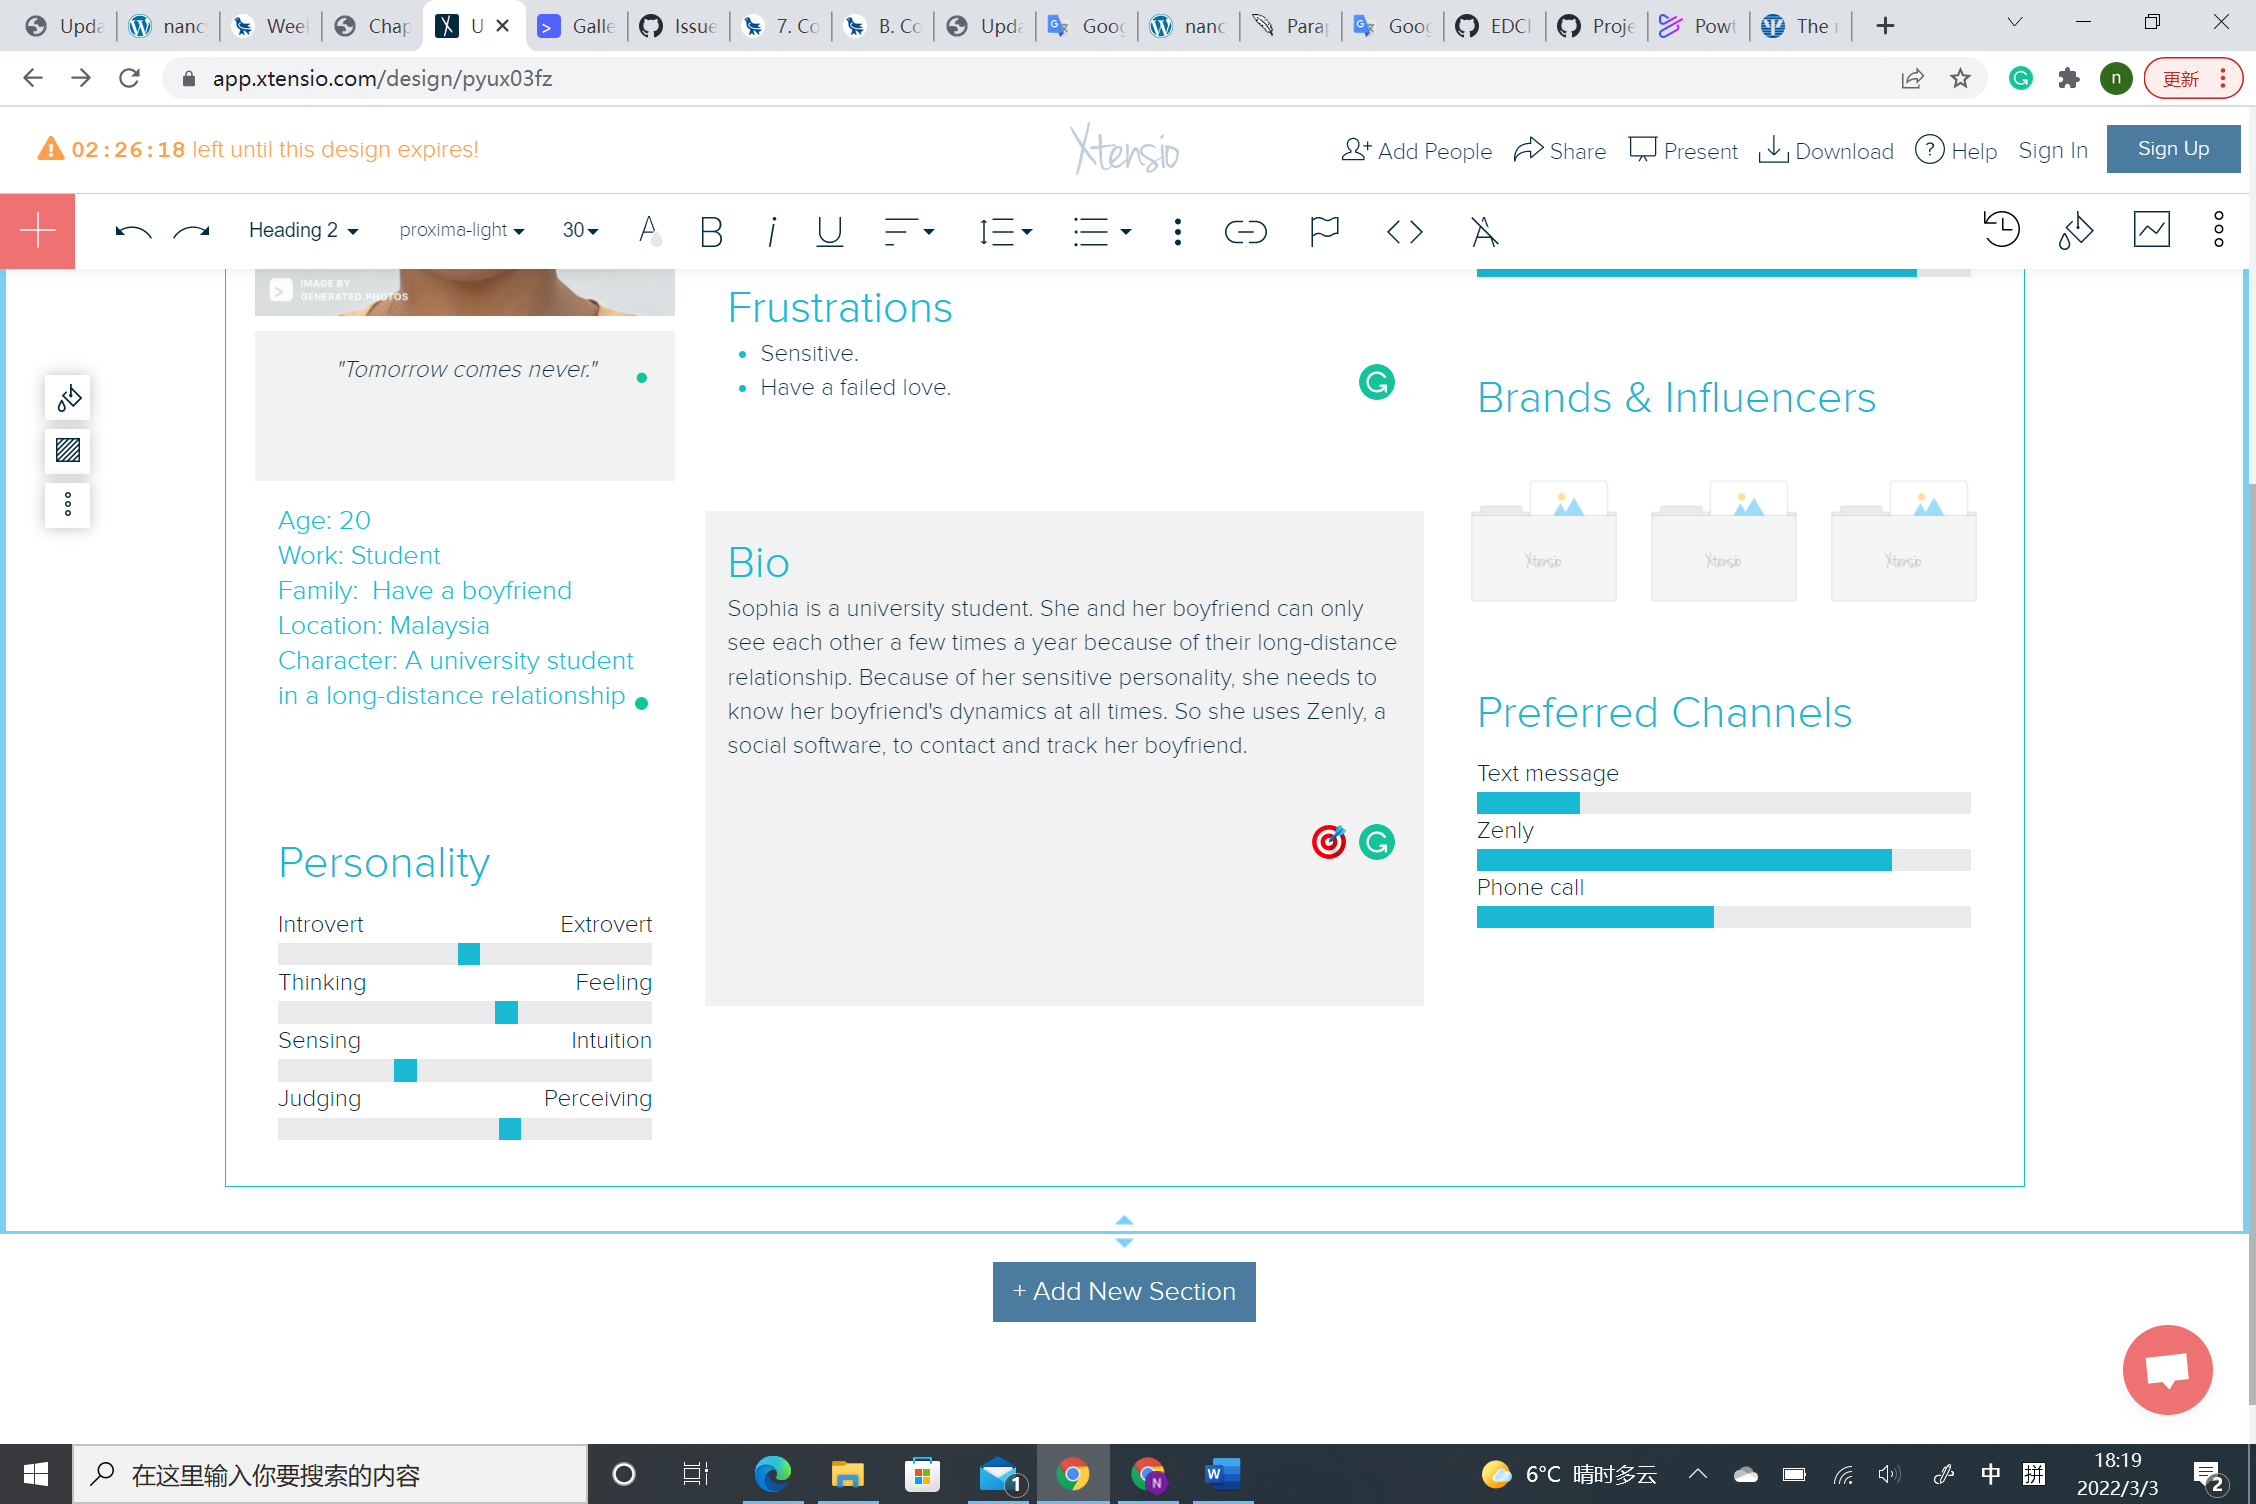 Upda
nanc
Weel
Chap
U
Galle
Issue
7. Co
B. Co
Upda
Goog
nanc
Parap
Goog
EDCI
Proje
Powt
The r
app.xtensio.com/design/pyux03fz
n
更新
02:26:18 left until this design expires!
Xtensio
Add People
Share
Present
Download
Help
Sign In
Sign Up
Heading 2
proxima-light
30
IMAGE BY
GENERATED.PHOTOS
"Tomorrow comes never."
Age: 20
Work: Student
Family: Have a boyfriend
Location: Malaysia
Character: A university student
in a long-distance relationship
Personality
Introvert Extrovert
Thinking Feeling
Sensing Intuition
Judging Perceiving
Frustrations
Sensitive.
Have a failed love.
Bio
Sophia is a university student. She and her boyfriend can only
see each other a few times a year because of their long-distance
relationship. Because of her sensitive personality, she needs to
know her boyfriend's dynamics at all times. So she uses Zenly, a
social software, to contact and track her boyfriend.
Brands & Influencers
Xtensio
Xtensio
Xtensio
Preferred Channels
Text message
Zenly
Phone call
+ Add New Section
在这里输入你要搜索的内容
1
N
W
6°C 晴时多云
中
拼
18:19
2022/3/3
2